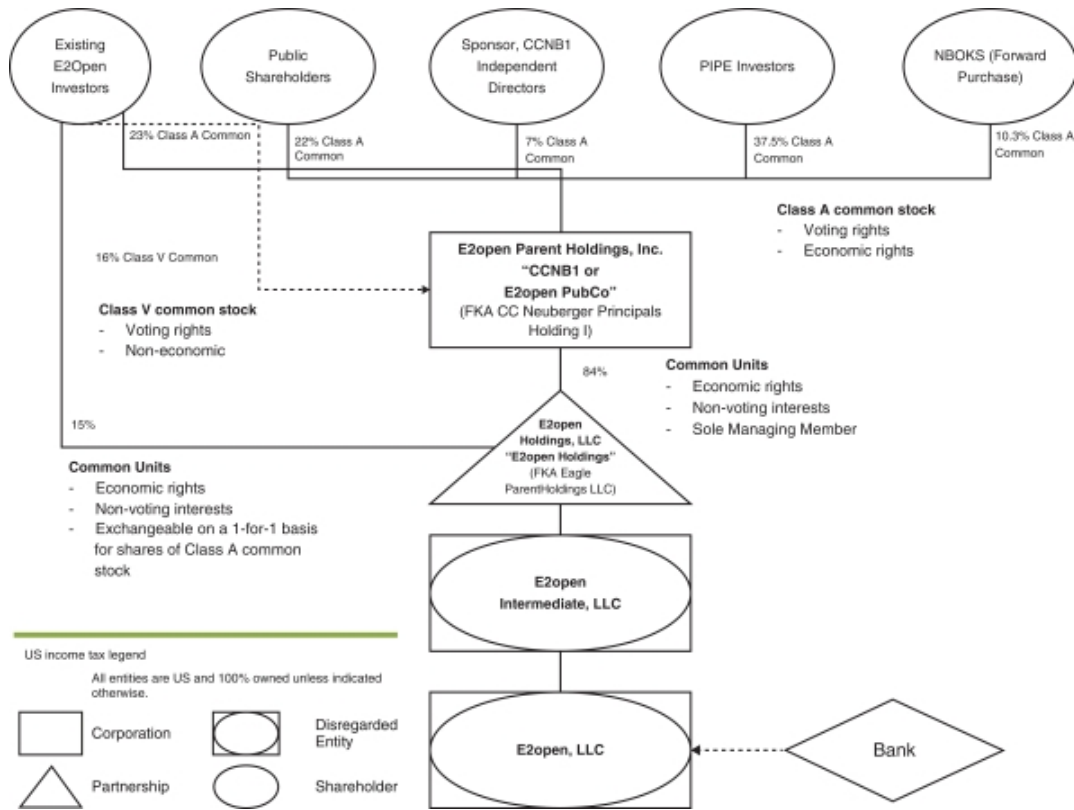 Existing
E2Open
Investors
Public
Shareholders
Sponsor, CCNB1
Independent
Directors
PIPE Investors
NBOKS (Forward
Purchase)
23% Class A Common
22% Class A
Common
7% Class A
Common
37.5% Class A
Common
10.3% Class A
Common
Class A common stock
- Voting rights
- Economic rights
E2open Parent Holdings, Inc.
“CCNB1 or
E2open PubCo”
(FKA CC Neuberger Principals
Holding I)
16% Class V Common
Class V common stock
- Voting rights
- Non-economic
84%
Common Units
- Economic rights
- Non-voting interests
- Sole Managing Member
15%
E2open
Holdings, LLC
“E2open Holdings”
(FKA Eagle
ParentHoldings LLC)
Common Units
- Economic rights
- Non-voting interests
- Exchangeable on a 1-for-1 basis
for shares of Class A common
stock
E2open
Intermediate, LLC
US income tax legend
All entities are US and 100% owned unless indicated
otherwise.
Corporation
Disregarded
Entity
Partnership
Shareholder
E2open, LLC
Bank